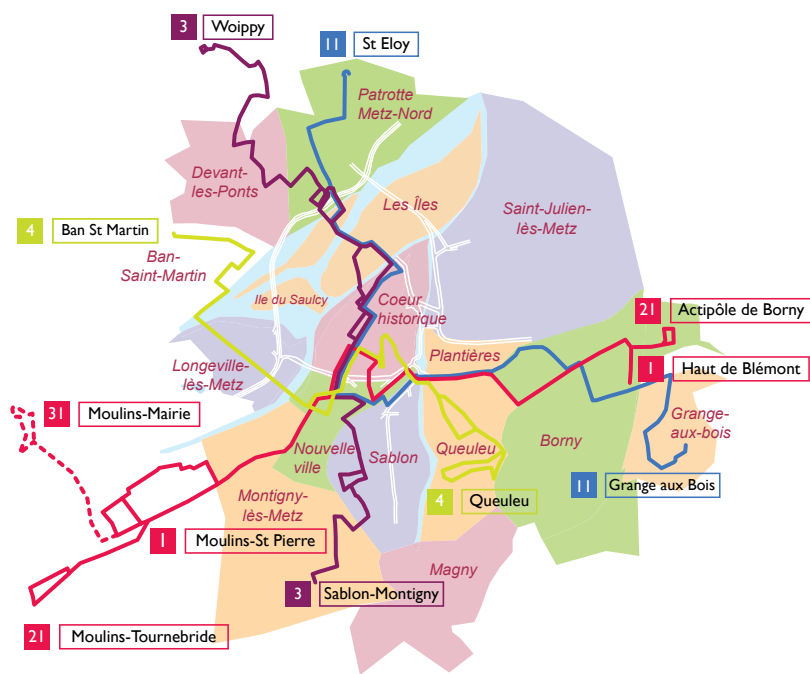 3 Woippy
11 St Eloy
Patrotte
Metz-Nord
Devant-
les-Ponts
Les Îles
Saint-Julien-
lès-Metz
4 Ban St Martin
Ban-
Saint-Martin
Ile du Saulcy
Coeur
historique
21 Actipôle de Borny
Plantières
Longeville-
lès-Metz
1 Haut de Blémont
31 Moulins-Mairie
Grange-
aux-bois
Nouvelle
ville
Sablon
Queuleu
Borny
11 Grange aux Bois
4 Queuleu
Montigny-
lès-Metz
1 Moulins-St Pierre
Magny
3 Sablon-Montigny
21 Moulins-Tournebride